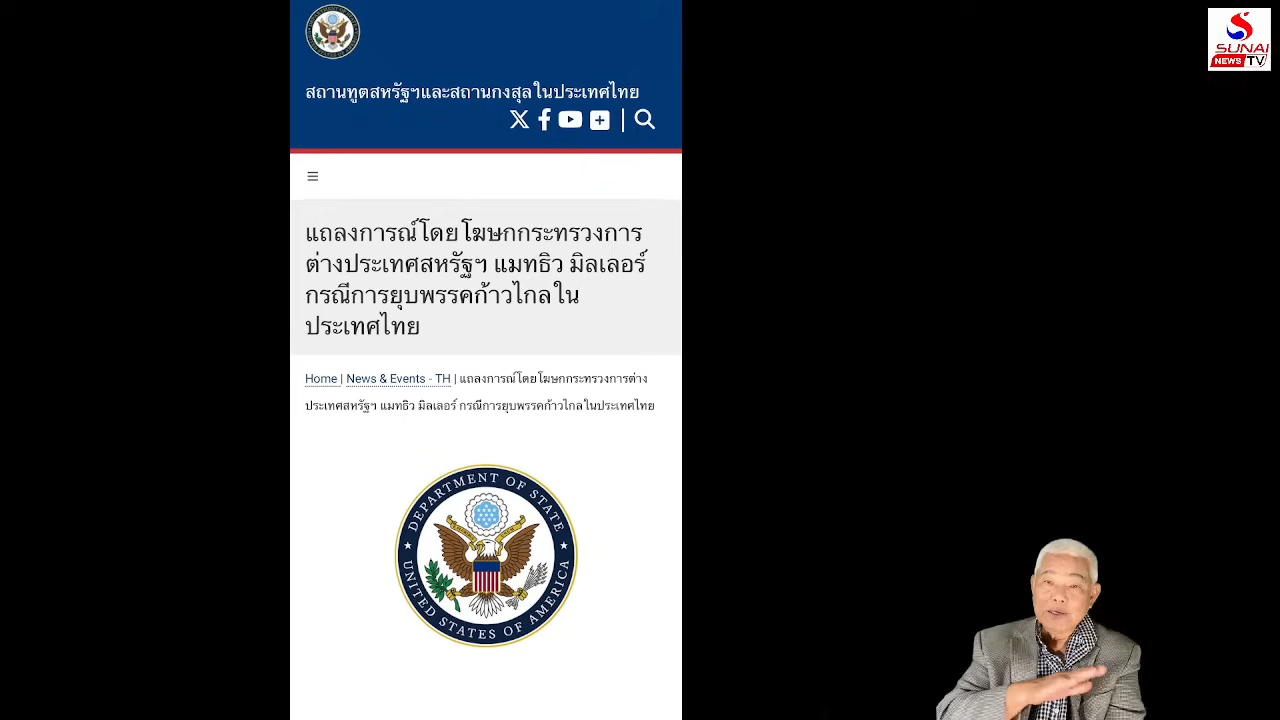 SUNAI
NEWS TV
สถานทูตสหรัฐฯและสถานกงสุลในประเทศไทย
แถลงการณ์โดยโฆษกกระทรวงการ
ต่างประเทศสหรัฐฯ แมทธิว มิลเลอร์
กรณีการยุบพรรคก้าวไกลใน
ประเทศไทย
Home | News & Events - TH | แถลงการณ์โดยโฆษกกระทรวงการต่าง
ประเทศสหรัฐฯ แมทธิว มิลเลอร์ กรณีการยุบพรรคก้าวไกลในประเทศไทย
DEPARTMENT OF STATE
UNITED STATES OF AMERICA